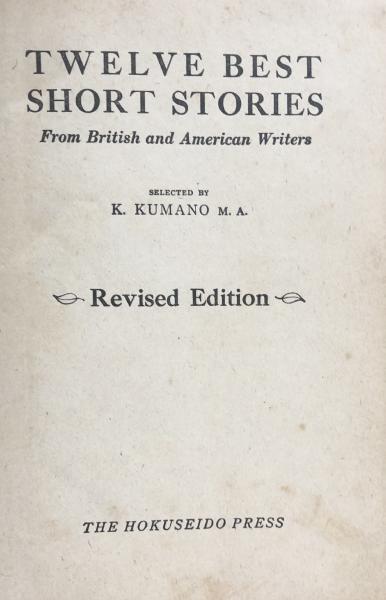 TWELVE BEST
SHORT STORIES
From British and American Writers
SELECTED BY
K. KUMANO M. A.
Revised Edition
THE HOKUSEIDO PRESS